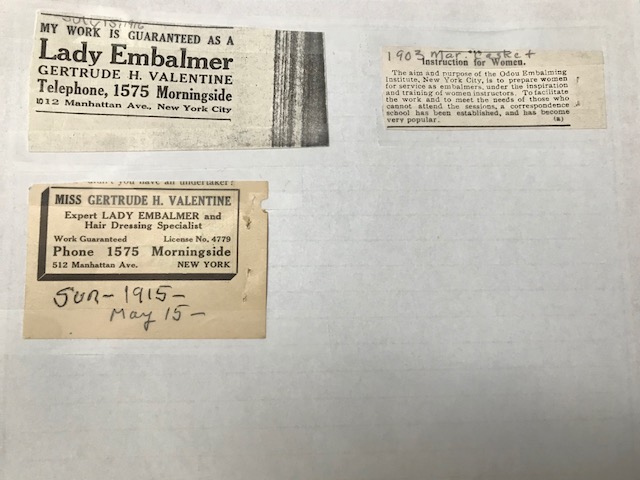 MY WORK IS GUARANTEED AS A
Lady Embalmer
GERTRUDE H. VALENTINE
Telephone, 1575 Morningside
512 Manhattan Ave., New York City
1903 Mar.
Instruction for Women.
The aim and purpose of the Odou Embalming
Institute, New York City, is to prepare women
for service as embalmers, under the inspiration
and training of women instructors. To facilitate
the work and to meet the needs of those who
cannot attend the sessions, a correspondence
school has been established, and has become
very popular. (a)
you have an undertaker?
MISS GERTRUDE H. VALENTINE
Expert LADY EMBALMER and
Hair Dressing Specialist
Work Guaranteed License No. 4779
Phone 1575 Morningside
512 Manhattan Ave. NEW YORK
Sun - 1915 -
May 15 -